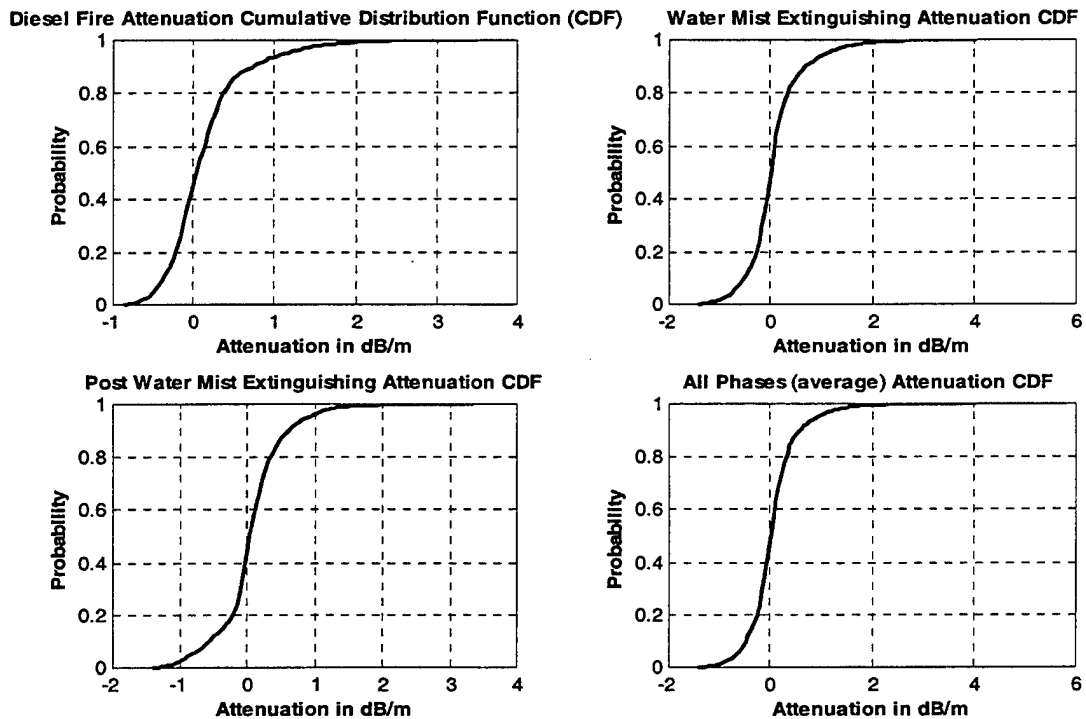 Diesel Fire Attenuation Cumulative Distribution Function (CDF)
1
0.8
0.6
0.4
0.2
0
Probability
-1 0 1 2 3 4
Attenuation in dB/m
Water Mist Extinguishing Attenuation CDF
1
0.8
0.6
0.4
0.2
0
Probability
-2 0 2 4 6
Attenuation in dB/m
Post Water Mist Extinguishing Attenuation CDF
1
0.8
0.6
0.4
0.2
0
Probability
-2 -1 0 1 2 3 4
Attenuation in dB/m
All Phases (average) Attenuation CDF
1
0.8
0.6
0.4
0.2
0
Probability
-2 0 2 4 6
Attenuation in dB/m